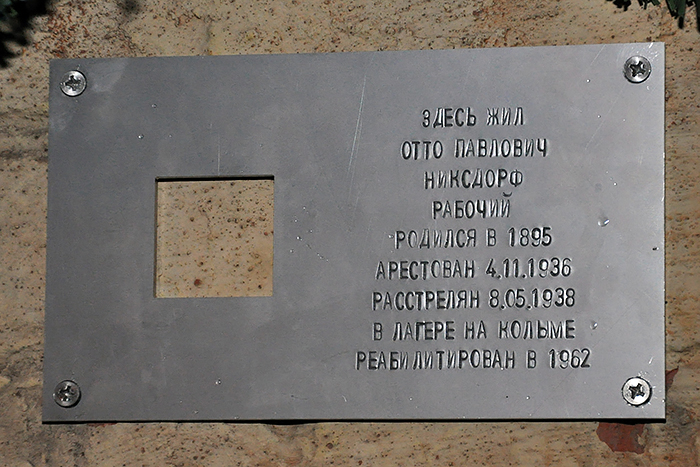 ЗДЕСЬ ЖИЛ
ОТТО ПАВЛОВИЧ
НИКСДОРФ
РАБОЧИЙ
РОДИЛСЯ В 1895
АРЕСТОВАН 4.11.1936
РАССТРЕЛЯН 8.05.1938
В ЛАГЕРЕ НА КОЛЫМЕ
РЕАБИЛИТИРОВАН В 1962